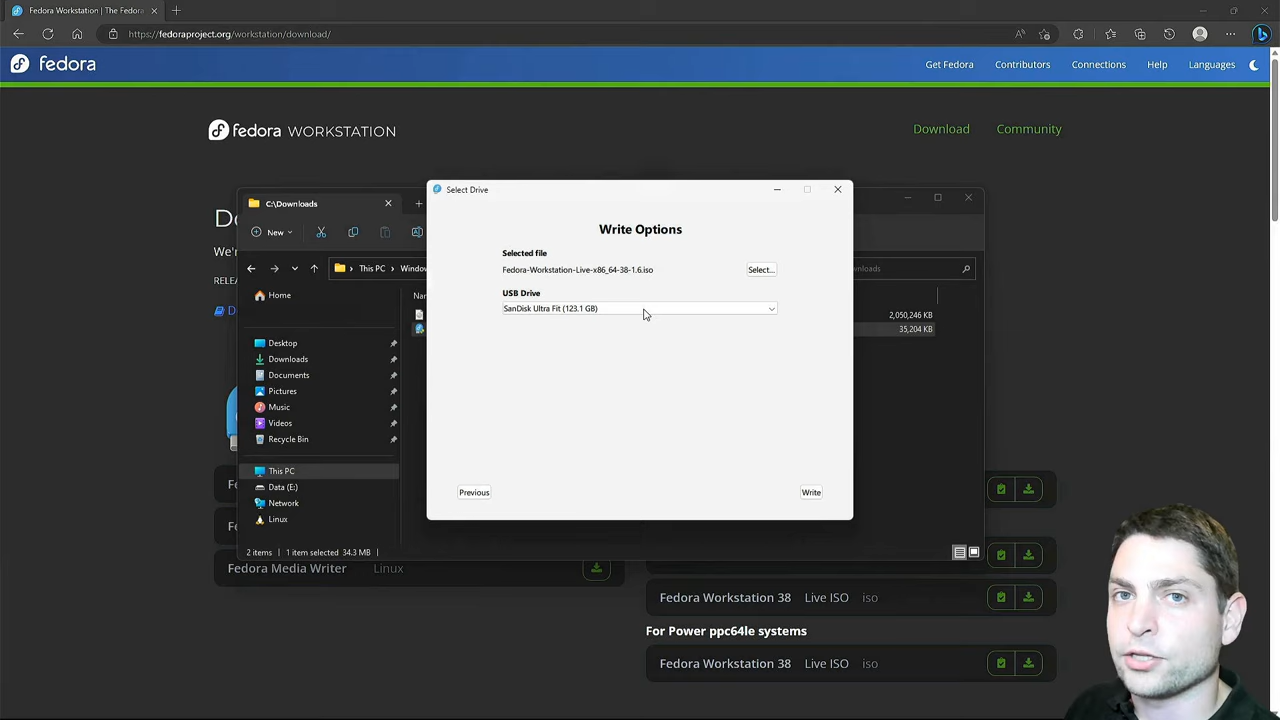 Fedora Workstation | The Fedora
https://fedoraproject.org/workstation/download/
fedora
Get Fedora
Contributors
Connections
Help
Languages
fedora WORKSTATION
Download
Community
C:\Downloads
New
This PC
Home
Desktop
Downloads
Documents
Pictures
Music
Videos
Recycle Bin
This PC
Data (E:)
Network
Linux
2 items
1 item selected 34.3 MB
2,050,246 KB
35,204 KB
Select Drive
Write Options
Selected file
Fedora-Workstation-Live-x86_64-38-1.6.iso
Select...
USB Drive
SanDisk Ultra Fit (123.1 GB)
Previous
Write
Fedora Media Writer
Linux
Fedora Workstation 38
Live ISO
iso
For Power ppc64le systems
Fedora Workstation 38
Live ISO
iso